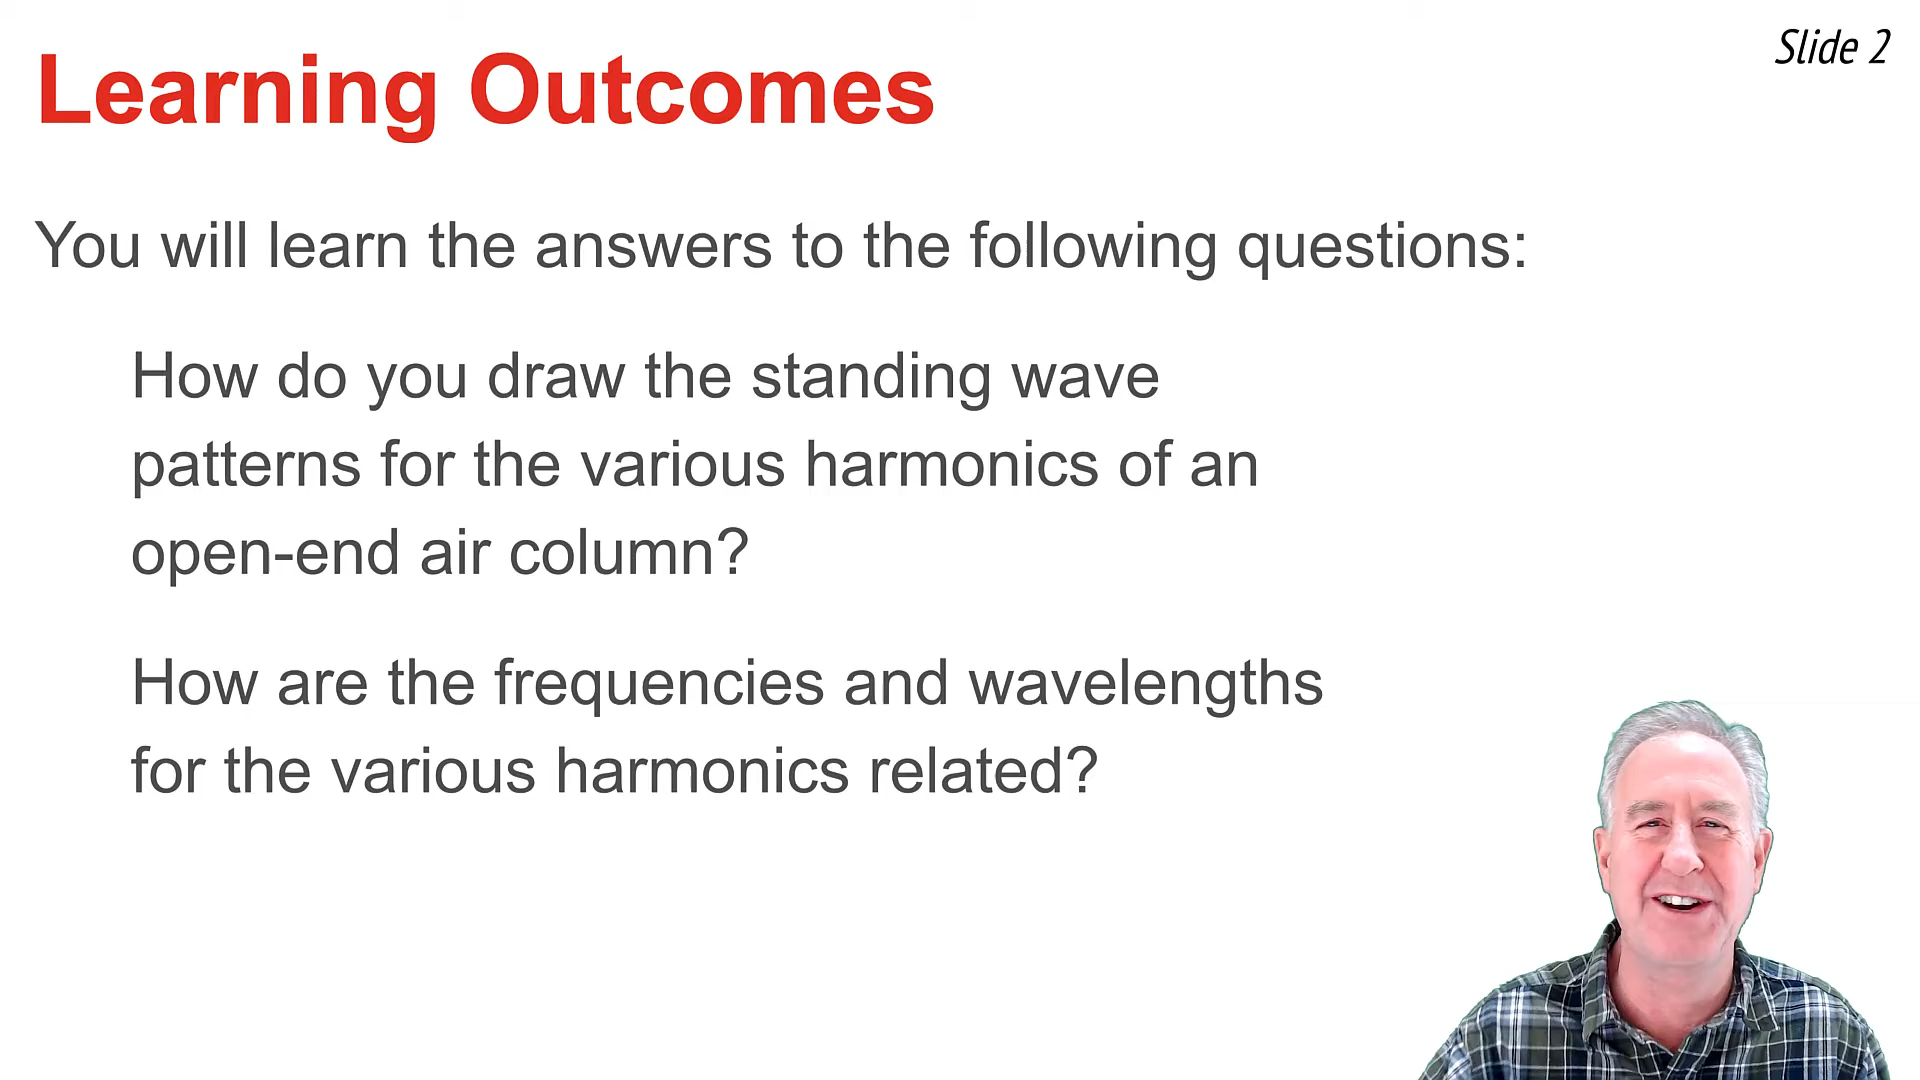 Slide 2
Learning Outcomes
You will learn the answers to the following questions:
How do you draw the standing wave
patterns for the various harmonics of an
open-end air column?
How are the frequencies and wavelengths
for the various harmonics related?